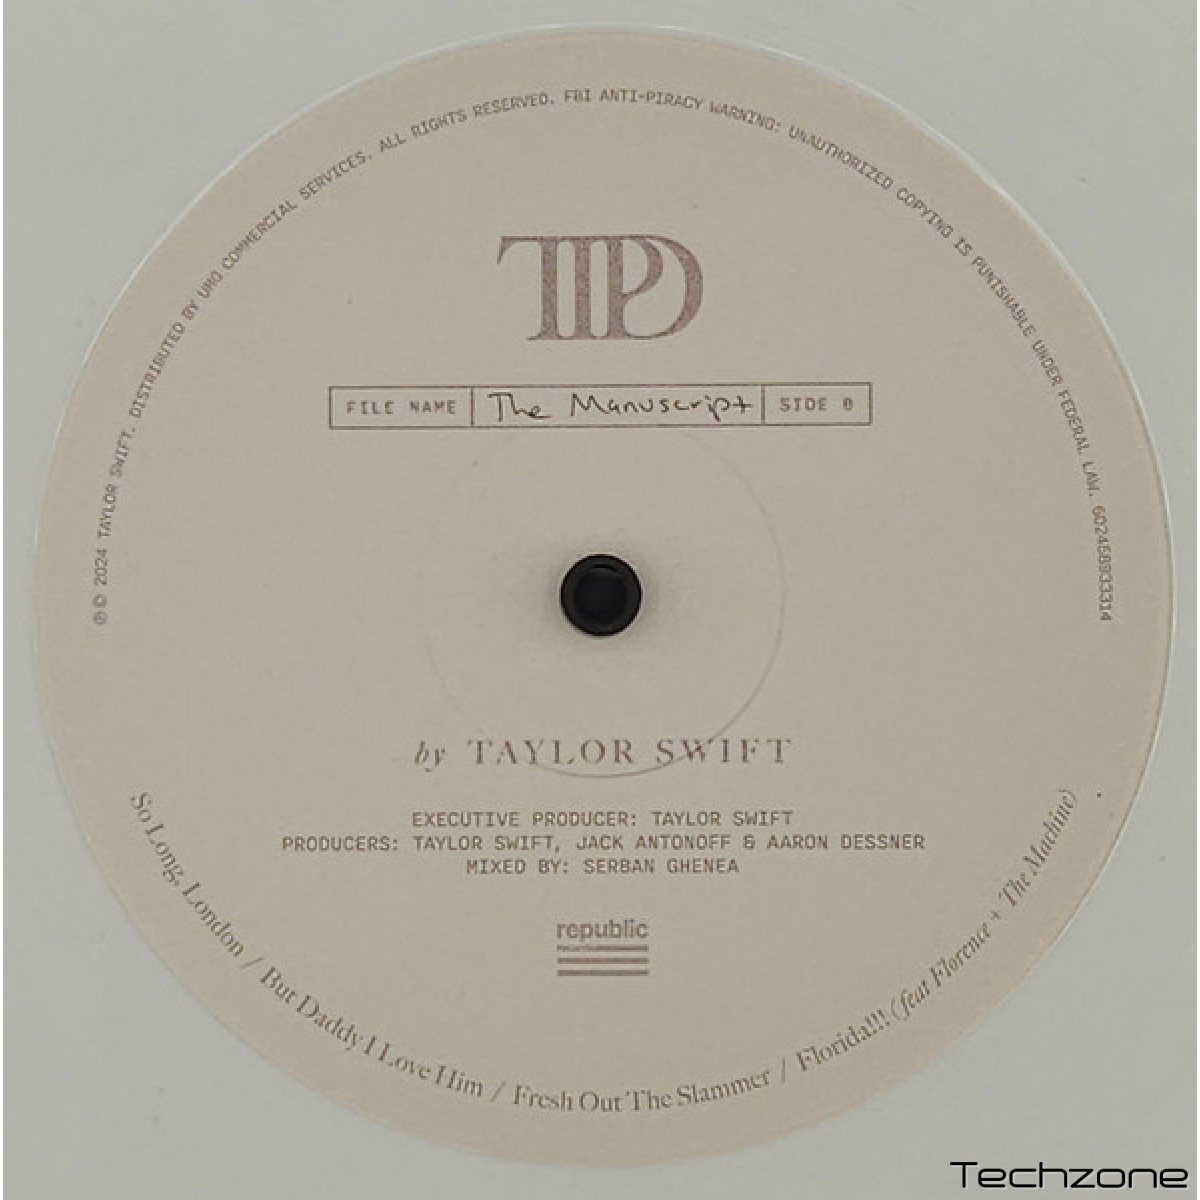 ℗© 2024 TAYLOR SWIFT. DISTRIBUTED BY UMG COMMERCIAL SERVICES. ALL RIGHTS RESERVED. FBI ANTI-PIRACY WARNING: UNAUTHORIZED COPYING IS PUNISHABLE UNDER FEDERAL LAW. 602458933314
TTPD
FILE NAME The Manuscript SIDE B
by TAYLOR SWIFT
EXECUTIVE PRODUCER: TAYLOR SWIFT
PRODUCERS: TAYLOR SWIFT, JACK ANTONOFF & AARON DESSNER
MIXED BY: SERBAN GHENEA
republic
records
So Long, London / But Daddy I Love Him / Fresh Out The Slammer / Florida!!! (feat Florence + The Machine)
Techzone